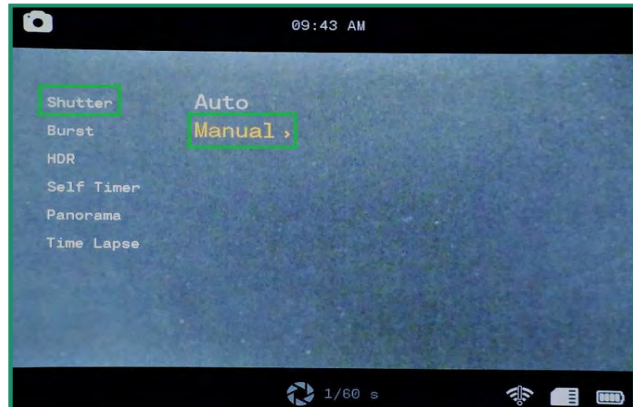 09:43 AM
Shutter
Auto
Burst
Manual ›
HDR
Self Timer
Panorama
Time Lapse
1/60 s